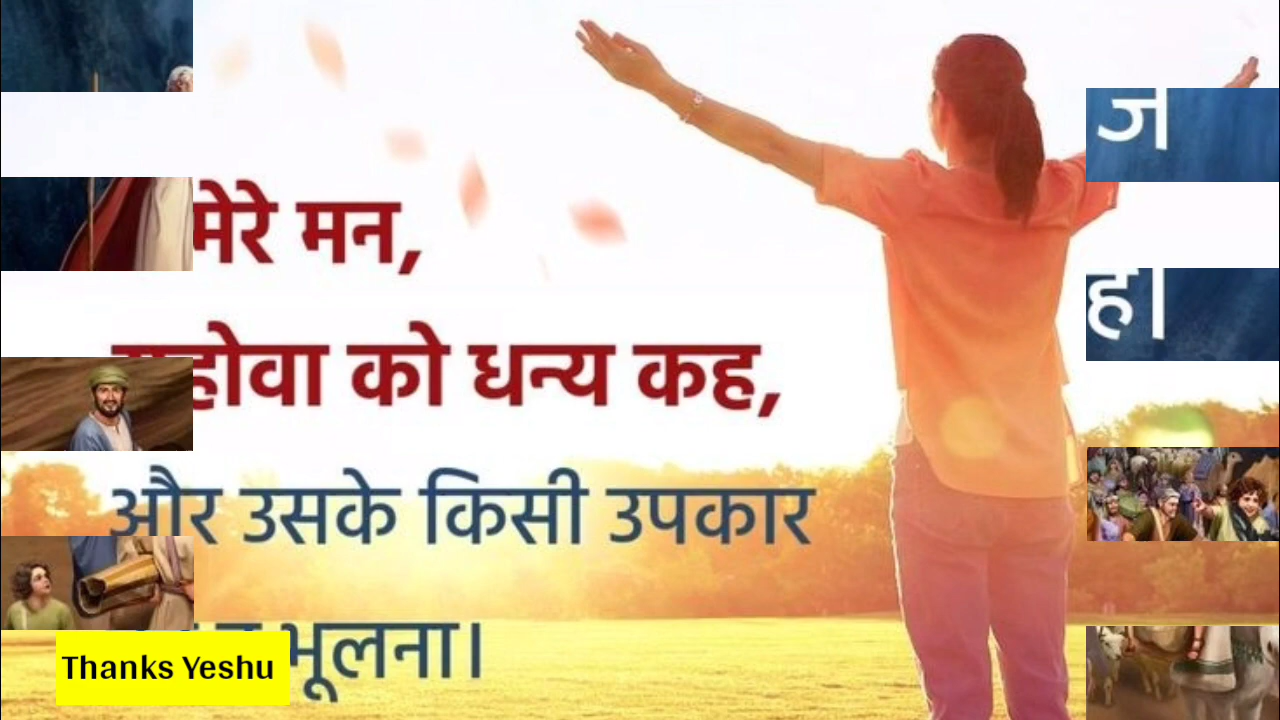 मेरे मन,
को धन्य कह,
और उसके किसी उपकार
भूलना।
Thanks Yeshu